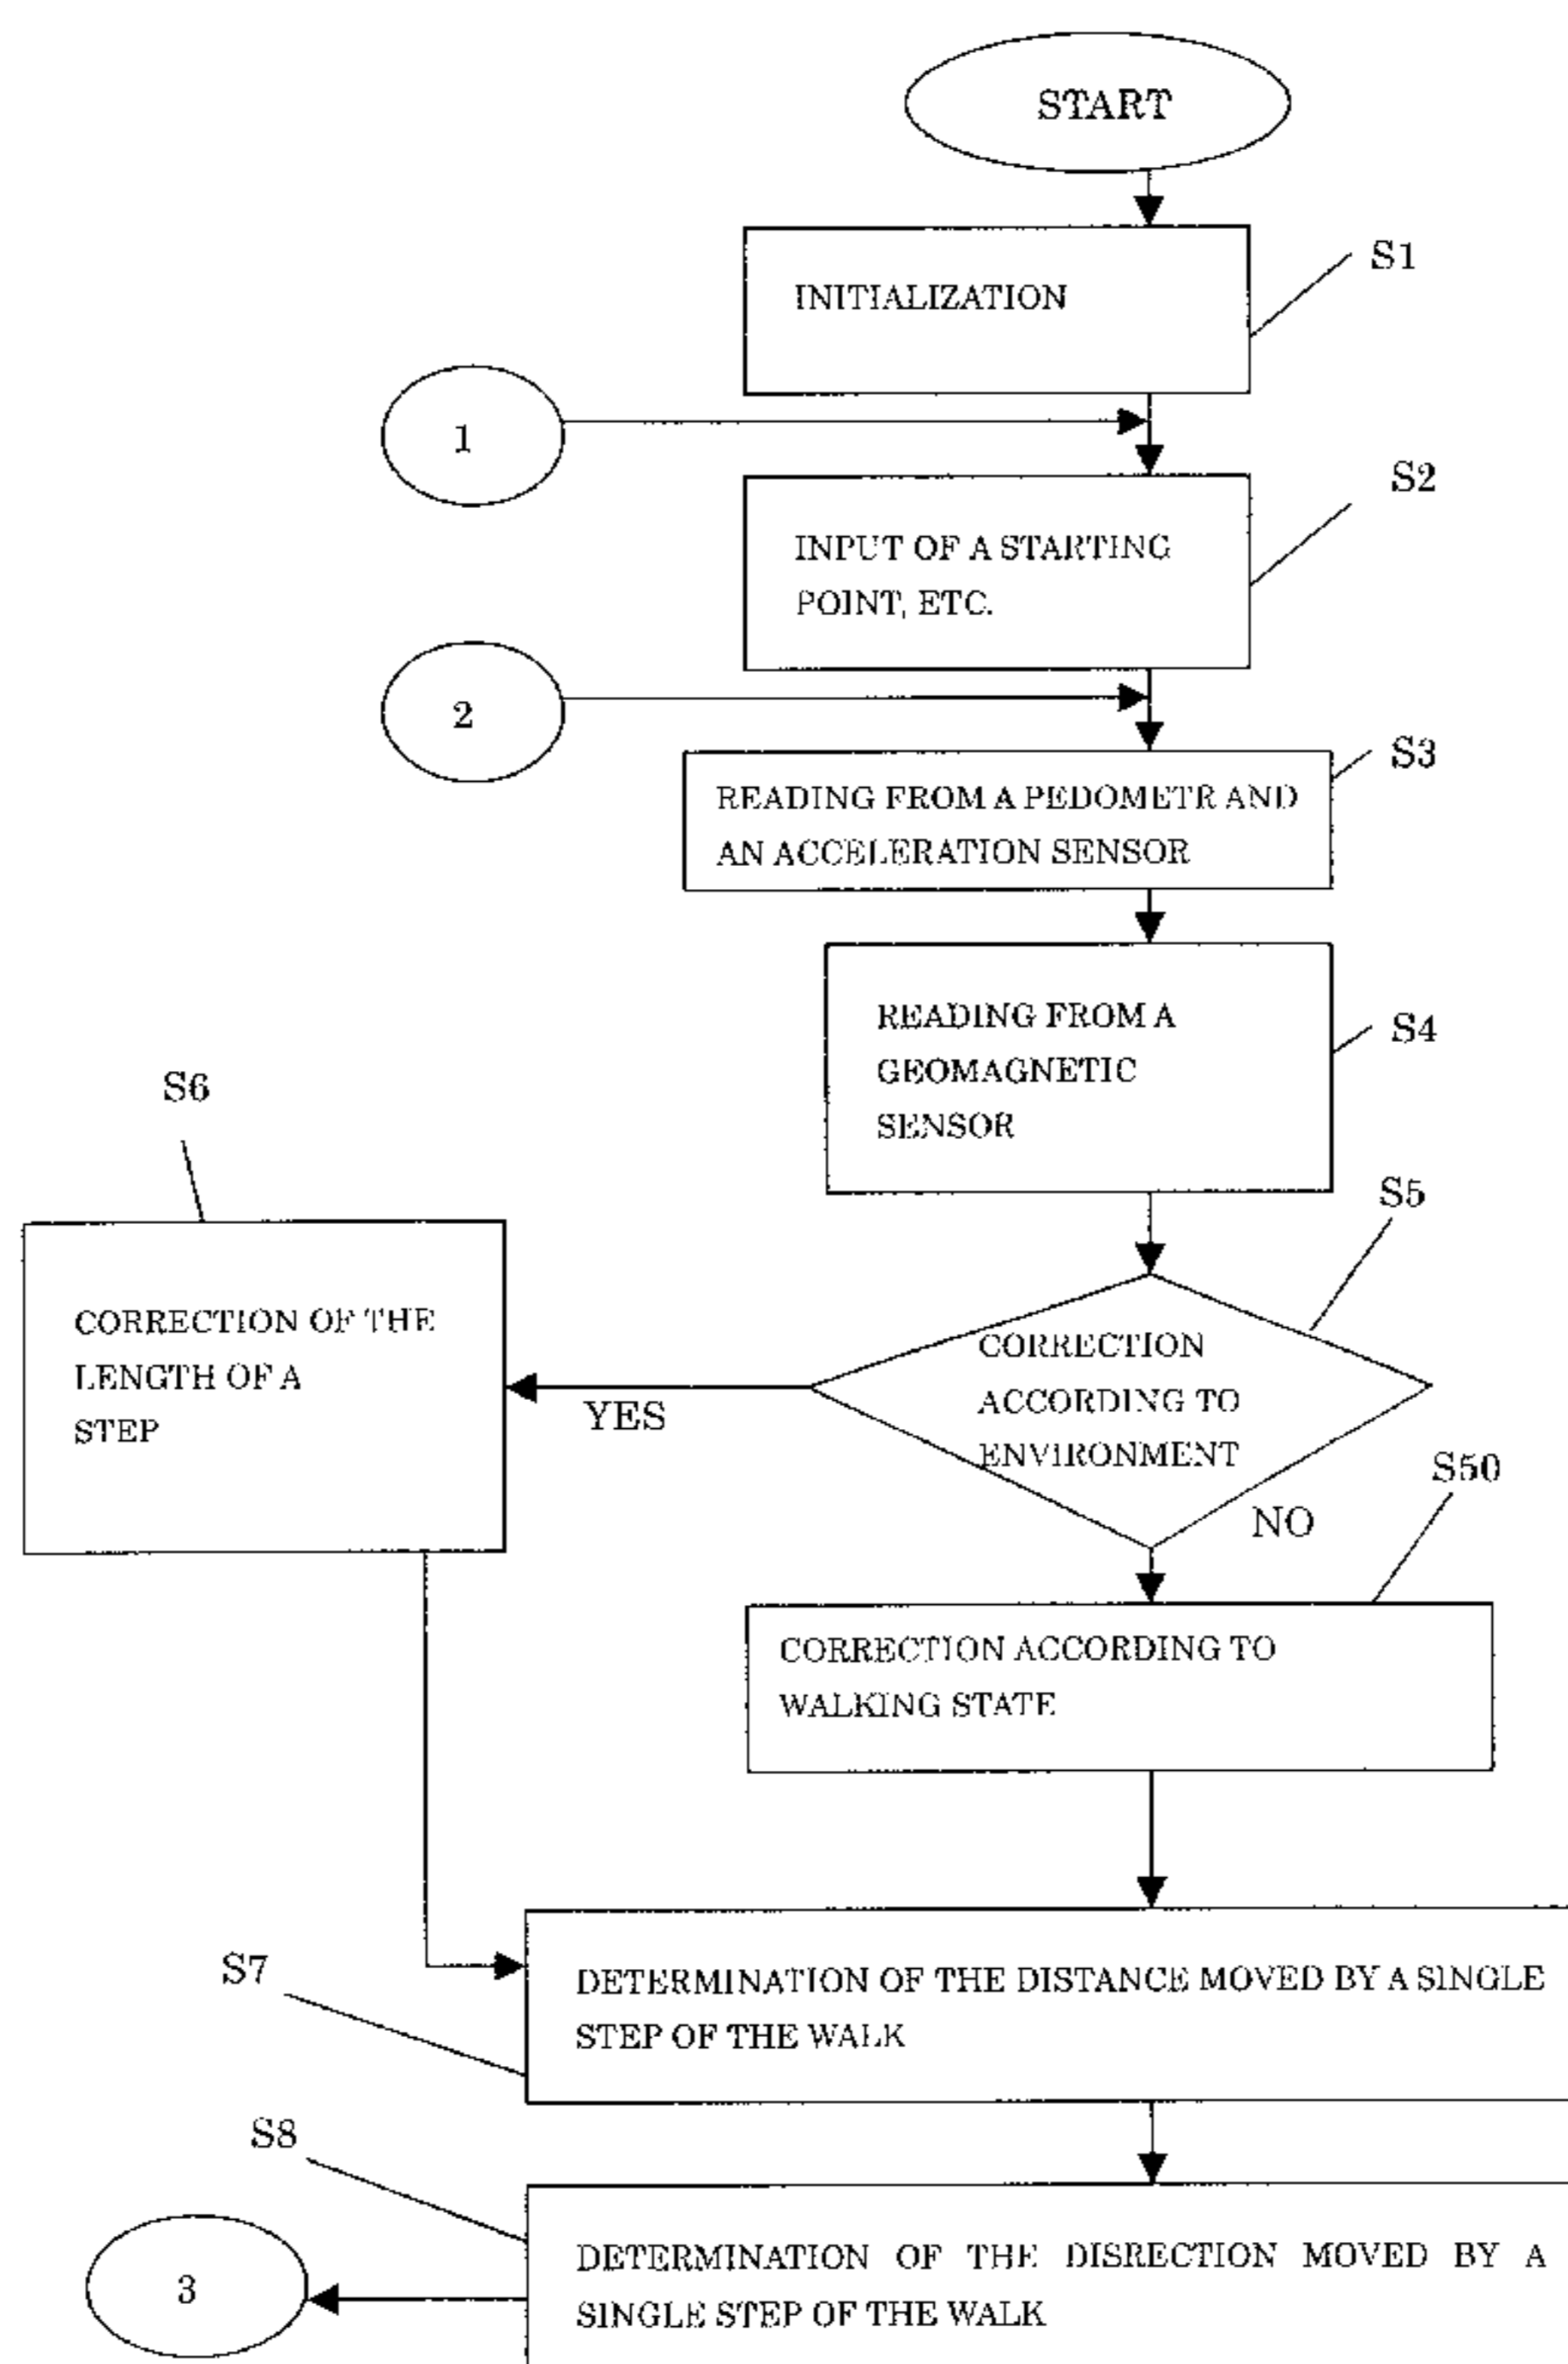 START
S1
INITIALIZATION
1
S2
INPUT OF A STARTING
POINT, ETC.
2
S3
READING FROM A PEDOMETR AND
AN ACCELERATION SENSOR
READING FROM A
GEOMAGNETIC
SENSOR
S4
S6
S5
CORRECTION OF THE
LENGTH OF A
STEP
YES
CORRECTION
ACCORDING TO
ENVIRONMENT
NO
S50
CORRECTION ACCORDING TO
WALKING STATE
S7
DETERMINATION OF THE DISTANCE MOVED BY A SINGLE
STEP OF THE WALK
S8
DETERMINATION OF THE DISRECTION MOVED BY A
SINGLE STEP OF THE WALK
3